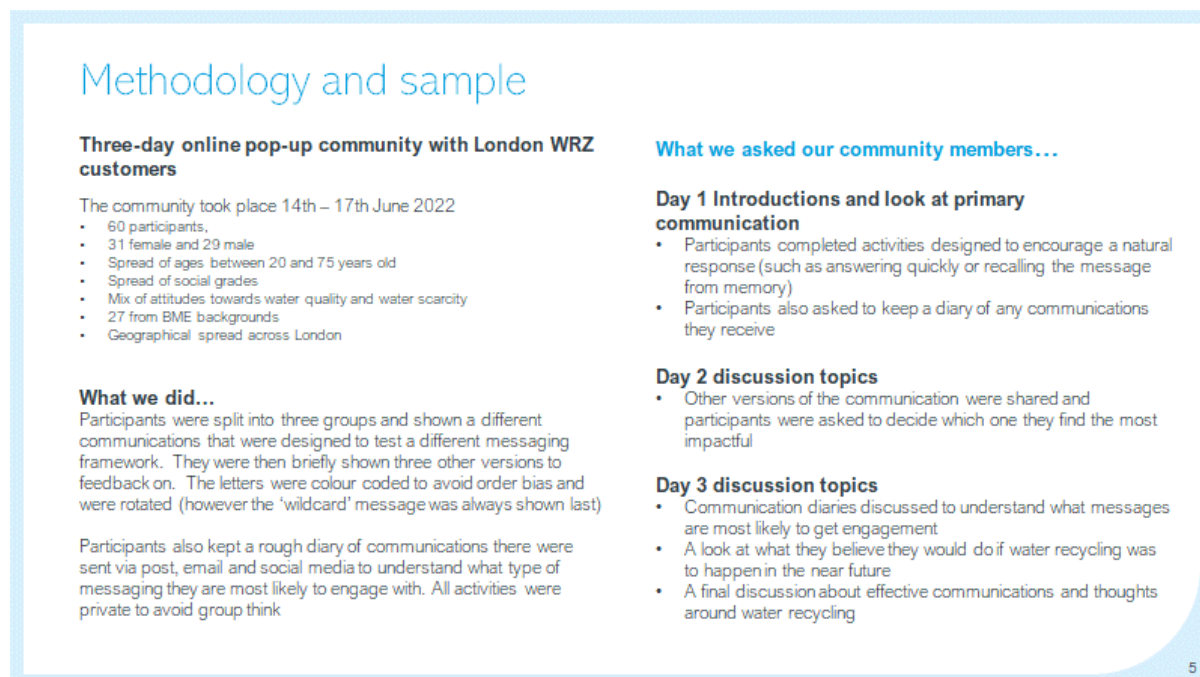 Methodology and sample
Three-day online pop-up community with London WRZ
customers
The community took place 14th – 17th June 2022
• 60 participants,
• 31 female and 29 male
• Spread of ages between 20 and 75 years old
• Spread of social grades
• Mix of attitudes towards water quality and water scarcity
• 27 from BME backgrounds
• Geographical spread across London
What we did…
Participants were split into three groups and shown a different
communications that were designed to test a different messaging
framework. They were then briefly shown three other versions to
feedback on. The letters were colour coded to avoid order bias and
were rotated (however the ‘wildcard’ message was always shown last)
Participants also kept a rough diary of communications there were
sent via post, email and social media to understand what type of
messaging they are most likely to engage with. All activities were
private to avoid group think
What we asked our community members…
Day 1 Introductions and look at primary
communication
• Participants completed activities designed to encourage a natural
response (such as answering quickly or recalling the message
from memory)
• Participants also asked to keep a diary of any communications
they receive
Day 2 discussion topics
• Other versions of the communication were shared and
participants were asked to decide which one they find the most
impactful
Day 3 discussion topics
• Communication diaries discussed to understand what messages
are most likely to get engagement
• A look at what they believe they would do if water recycling was
to happen in the near future
• A final discussion about effective communications and thoughts
around water recycling
5